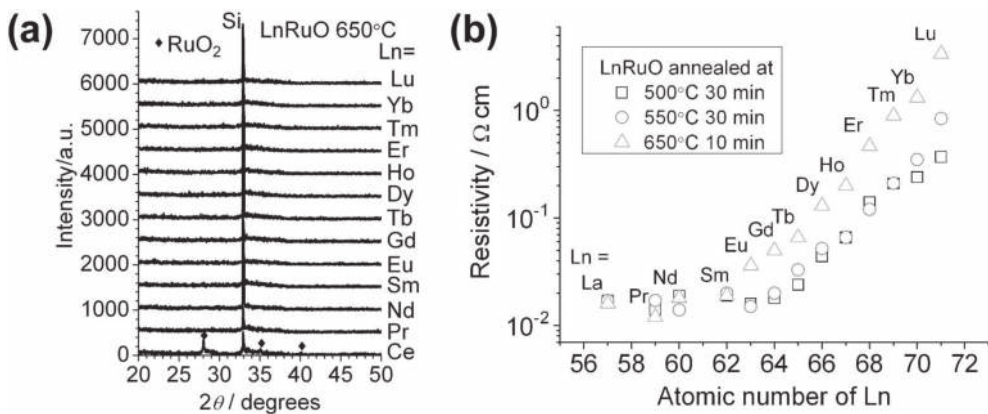 (a)
Si
LnRuO 650°C
♦ RuO2
Ln=
7000
6000
5000
4000
3000
2000
1000
0
Intensity/a.u.
Lu
Yb
Tm
Er
Ho
Dy
Tb
Gd
Eu
Sm
Nd
Pr
Ce
20 25 30 35 40 45 50
2θ / degrees
(b)
LnRuO annealed at
□ 500°C 30 min
○ 550°C 30 min
△ 650°C 10 min
Resistivity / Ω cm
10^0
10^-1
10^-2
Ln =
La
Pr
Nd
Sm
Eu
Gd
Tb
Dy
Ho
Er
Tm
Yb
Lu
56 58 60 62 64 66 68 70 72
Atomic number of Ln